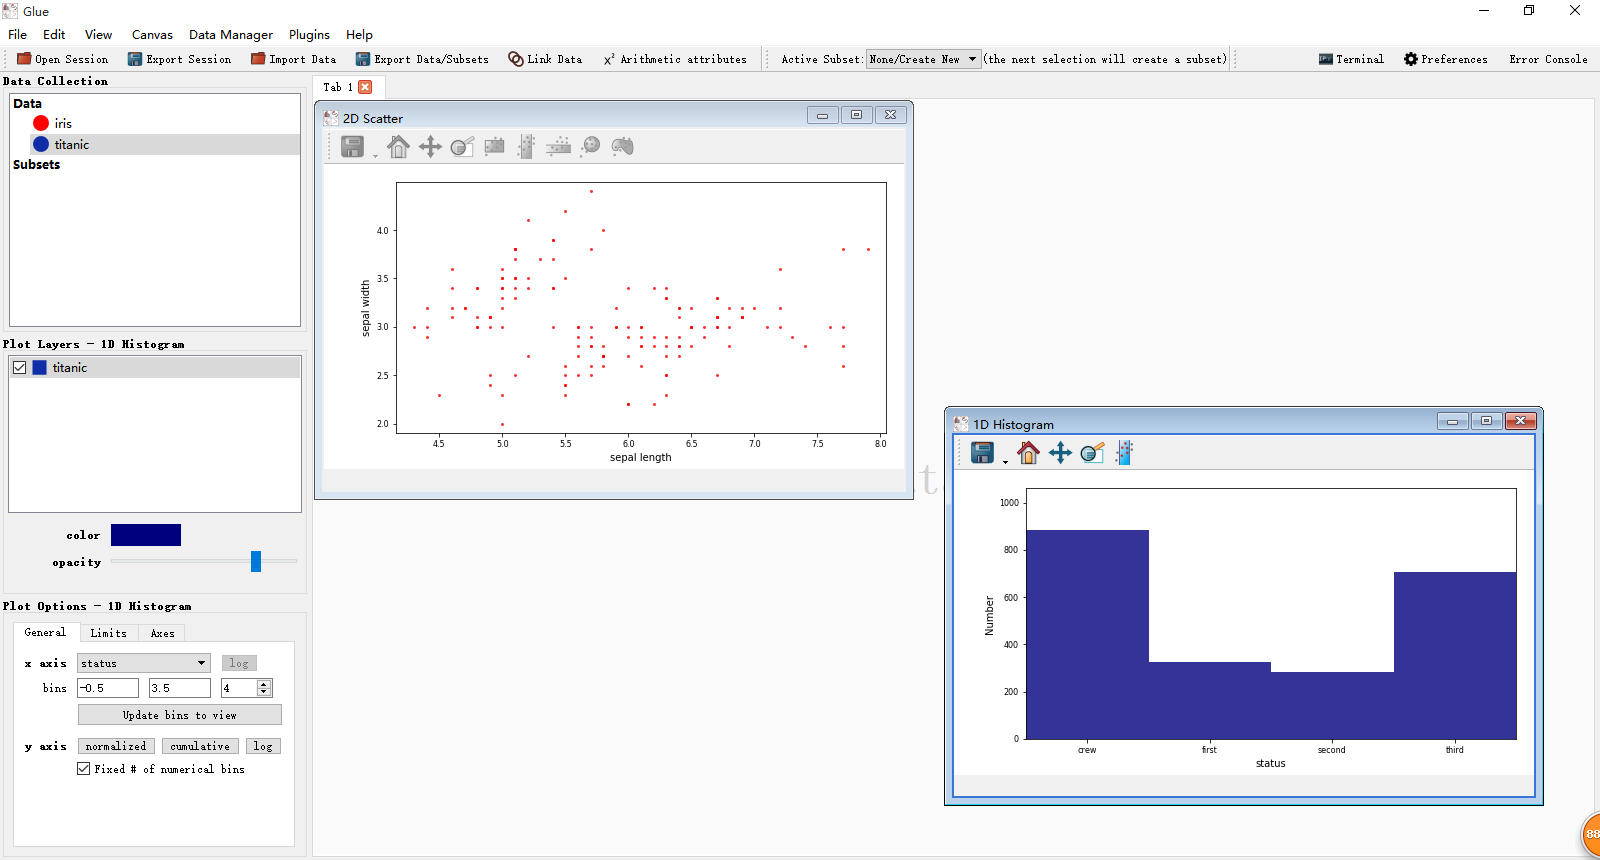 Glue
File Edit View Canvas Data Manager Plugins Help
Open Session Export Session Import Data Export Data/Subsets Link Data x² Arithmetic attributes Active Subset: None/Create New (the next selection will create a subset) Terminal Preferences Error Console
Data Collection
Data
iris
titanic
Subsets
Plot Layers - 1D Histogram
titanic
color
opacity
Plot Options - 1D Histogram
General Limits Axes
x axis status log
bins -0.5 3.5 4
Update bins to view
y axis normalized cumulative log
Fixed # of numerical bins
Tab 1
2D Scatter
4.0
3.5
3.0
2.5
2.0
sepal width
4.5 5.0 5.5 6.0 6.5 7.0 7.5 8.0
sepal length
1D Histogram
1000
800
600
400
200
0
Number
crew first second third
status
88